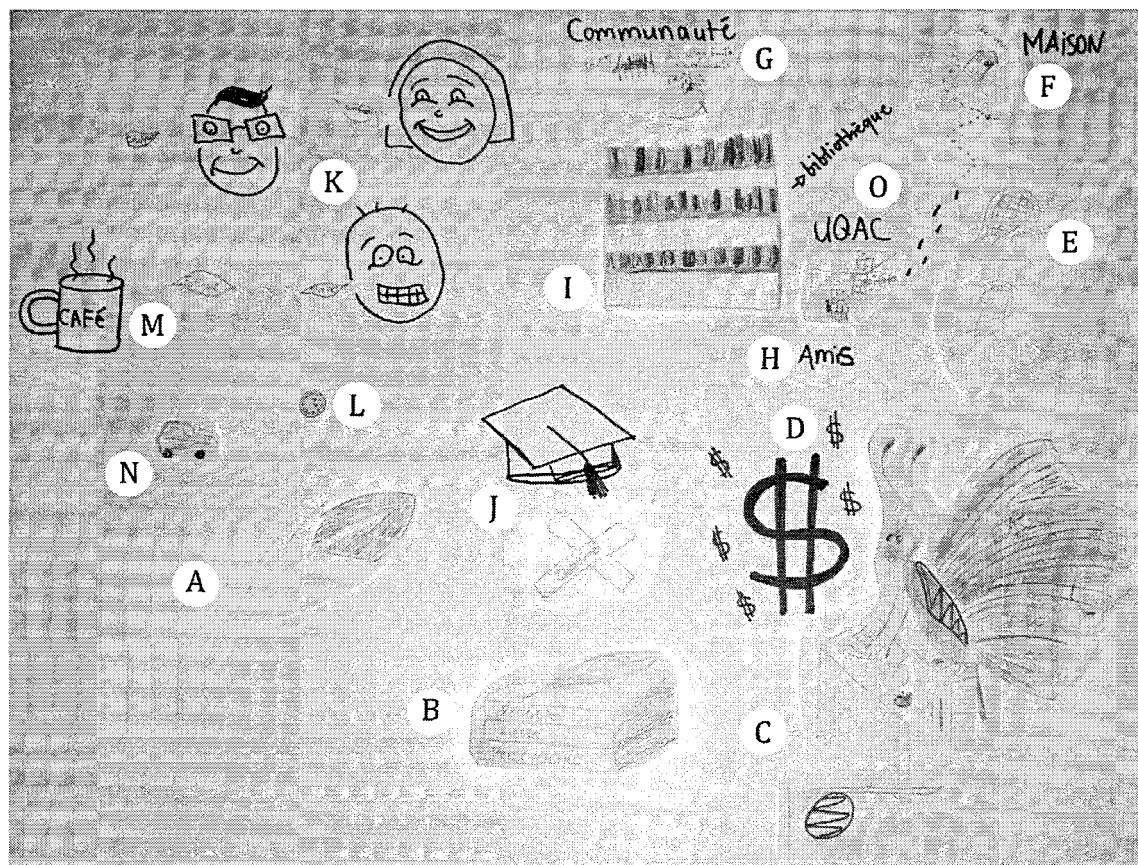 Communauté
G
MAiSON
F
bibliothèque
K
O
UQAC
E
I
CAFÉ
M
H
Amis
L
D
$
$
$
N
J
$
$
$
A
B
C